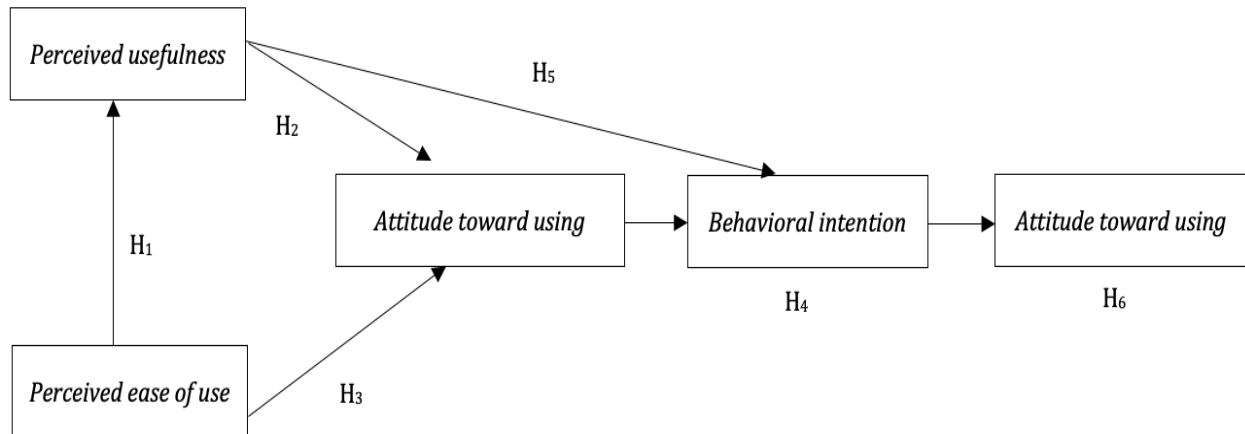 Perceived usefulness
H5
H2
Attitude toward using
Behavioral intention
Attitude toward using
H1
H4
H6
Perceived ease of use
H3